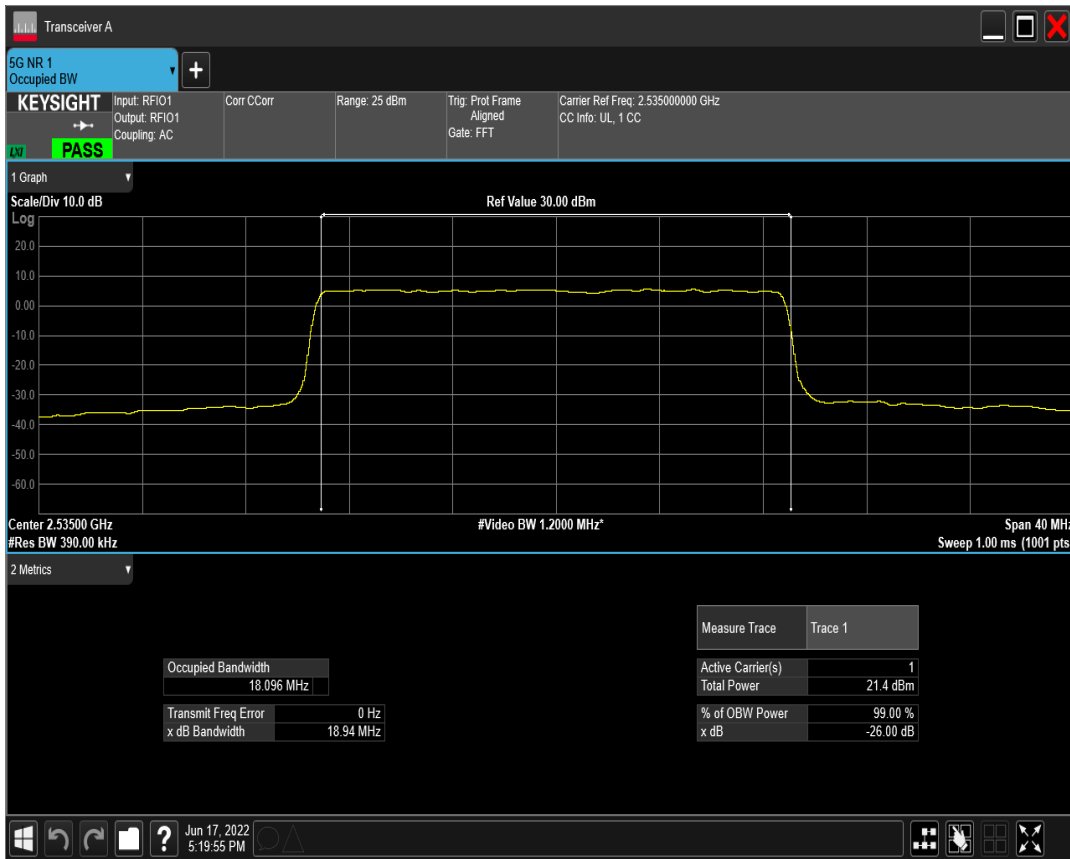 Transceiver A
5G NR 1
Occupied BW
KEYSIGHT
LXI
PASS
Input: RFIO1
Output: RFIO1
Coupling: AC
Corr CCorr
Range: 25 dBm
Trig: Prot Frame
Aligned
Gate: FFT
Carrier Ref Freq: 2.535000000 GHz
CC Info: UL, 1 CC
1 Graph
Scale/Div 10.0 dB
Ref Value 30.00 dBm
Log
20.0
10.0
0.00
-10.0
-20.0
-30.0
-40.0
-50.0
-60.0
Center 2.53500 GHz
#Video BW 1.2000 MHz*
Span 40 MHz
#Res BW 390.00 kHz
Sweep 1.00 ms (1001 pts
2 Metrics
Measure Trace Trace 1
Occupied Bandwidth
18.096 MHz
Active Carrier(s) 1
Total Power 21.4 dBm
Transmit Freq Error 0 Hz
x dB Bandwidth 18.94 MHz
% of OBW Power 99.00 %
x dB -26.00 dB
?
Jun 17, 2022
5:19:55 PM